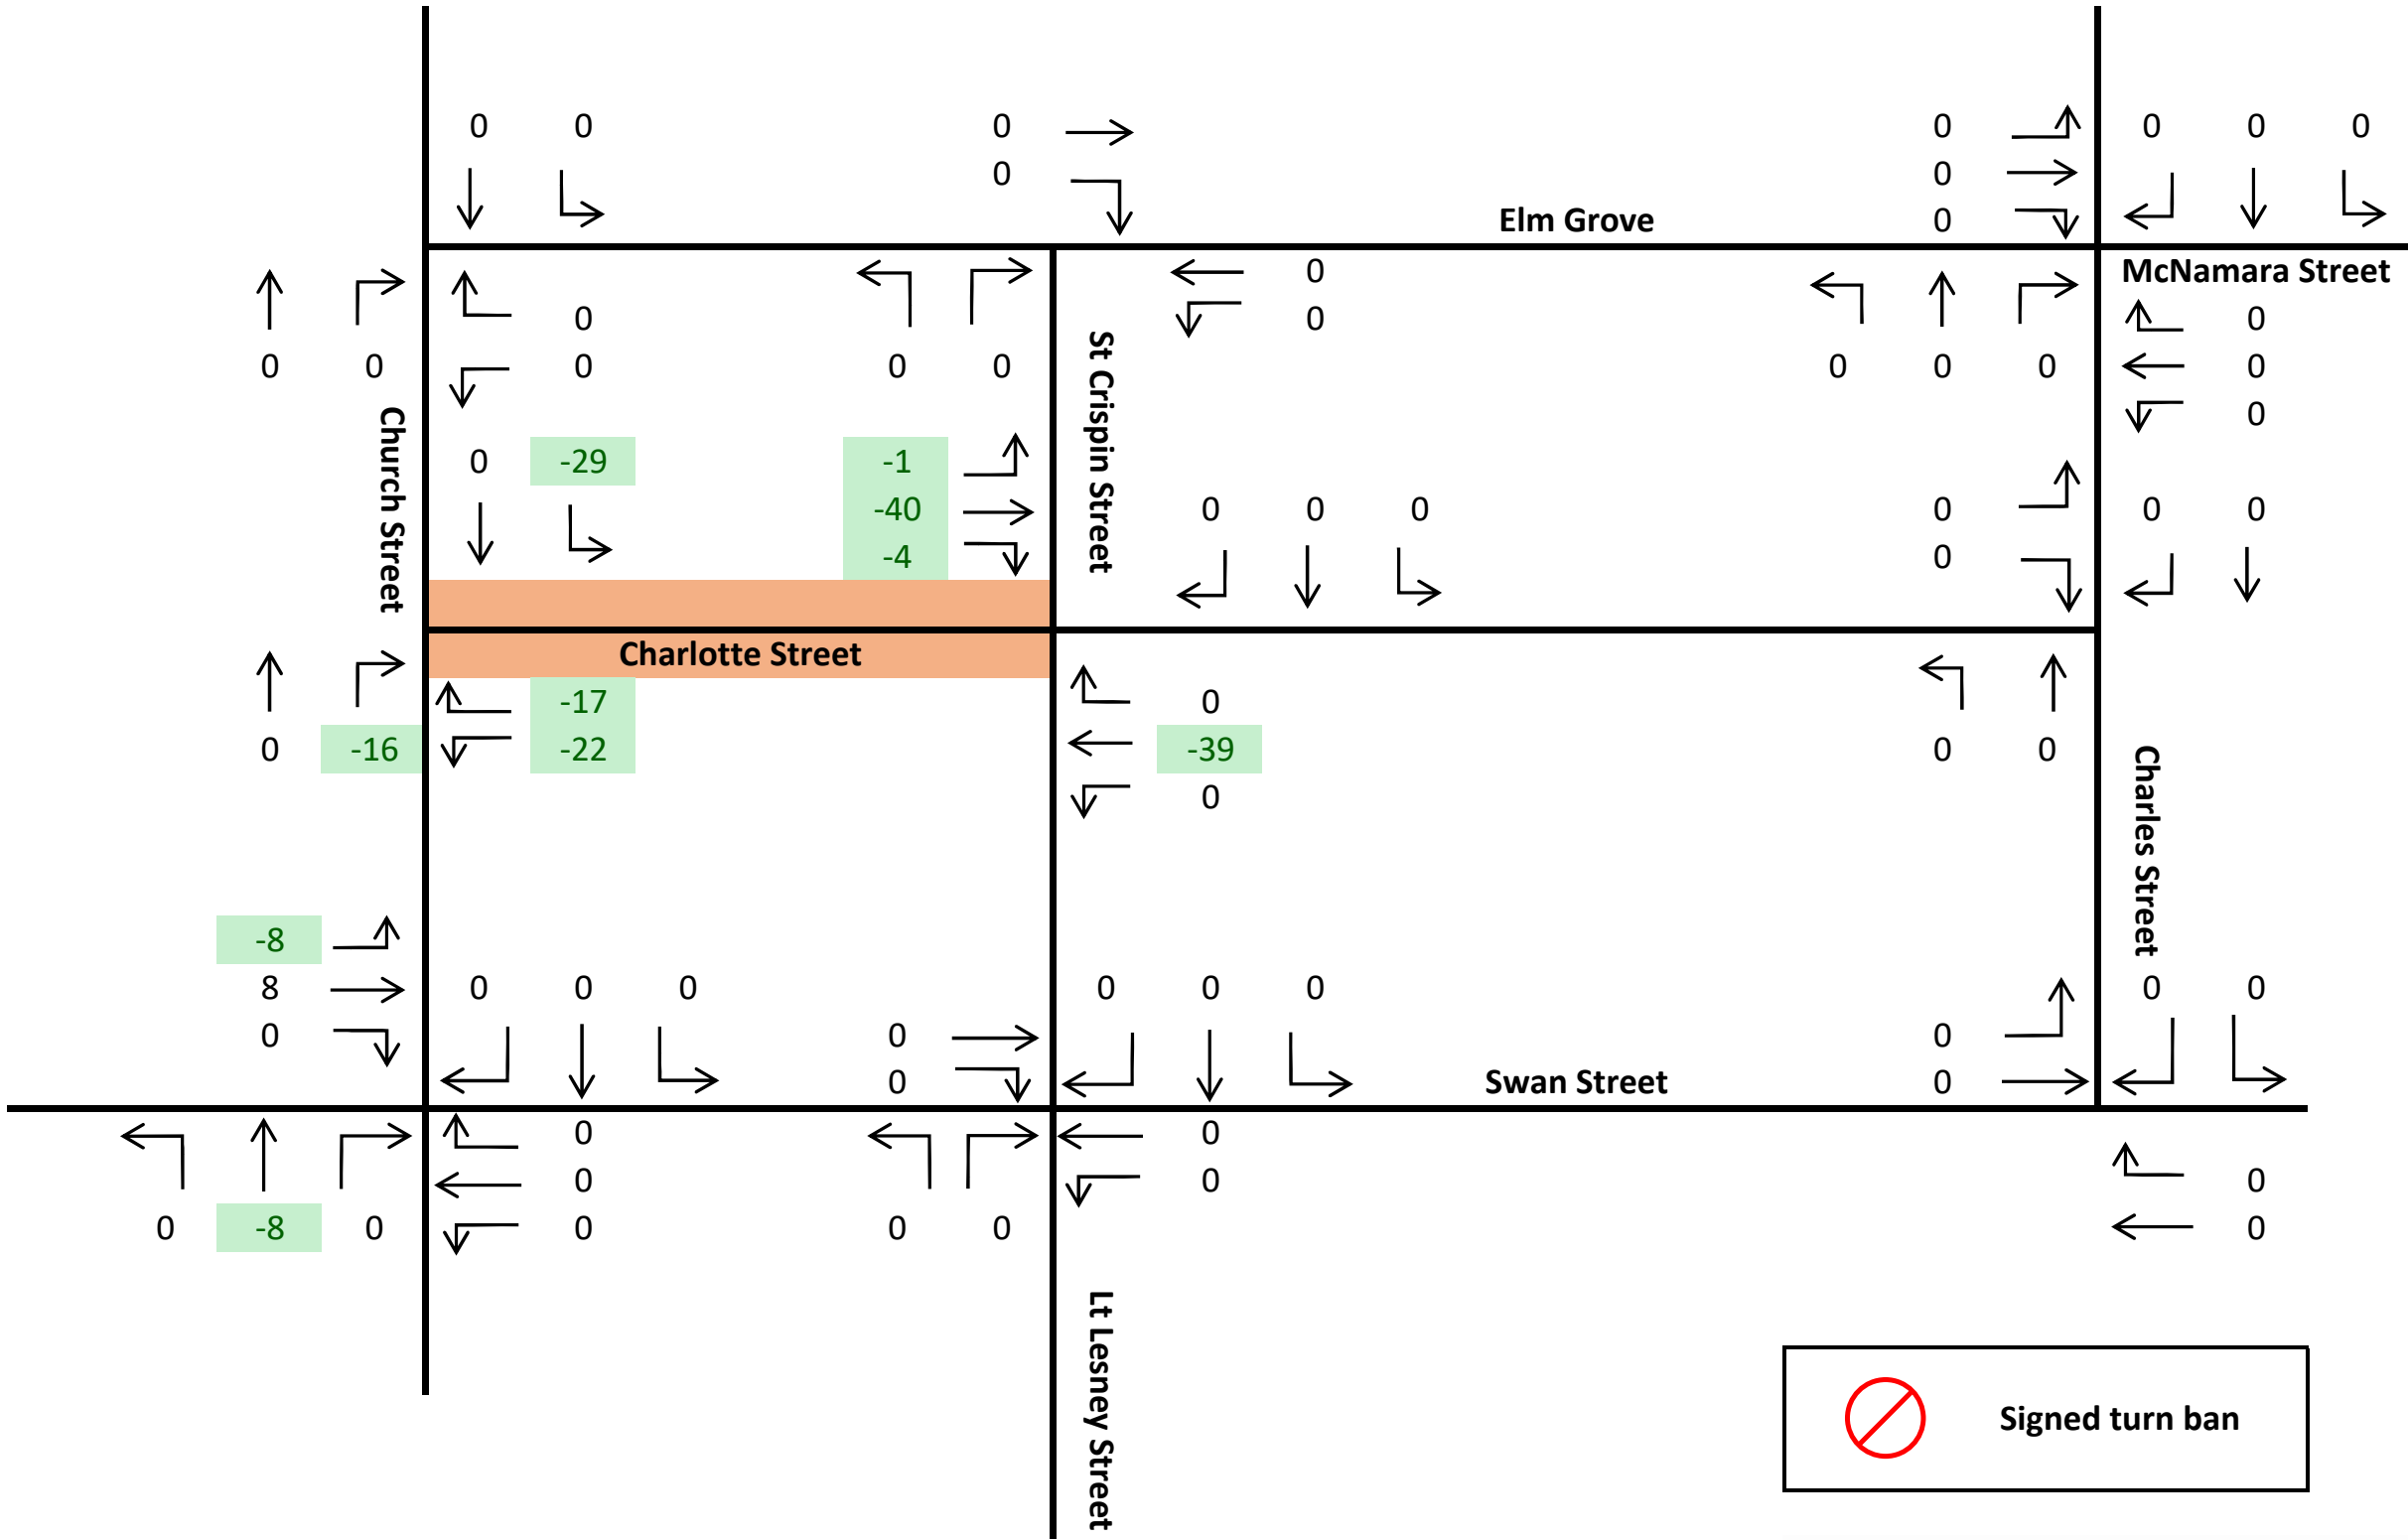 0 0 0 0 0 0 0
0 0
Elm Grove 0
0 McNamara Street
0 0 0
0 0 0 0 0 0 0 0 0
0
St Crispin Street
Church Street
0 -29 -1
-40 0 0 0 0 0 0
-4 0
Charlotte Street
-17 0
0 -16 -22 -39 0 0
0
Charles Street
-8
8 0 0 0 0 0 0 0 0
0 0 0
0 Swan Street 0
0 0
0 0 0
0 -8 0 0 0 0 0
Lt Lesney Street
Signed turn ban